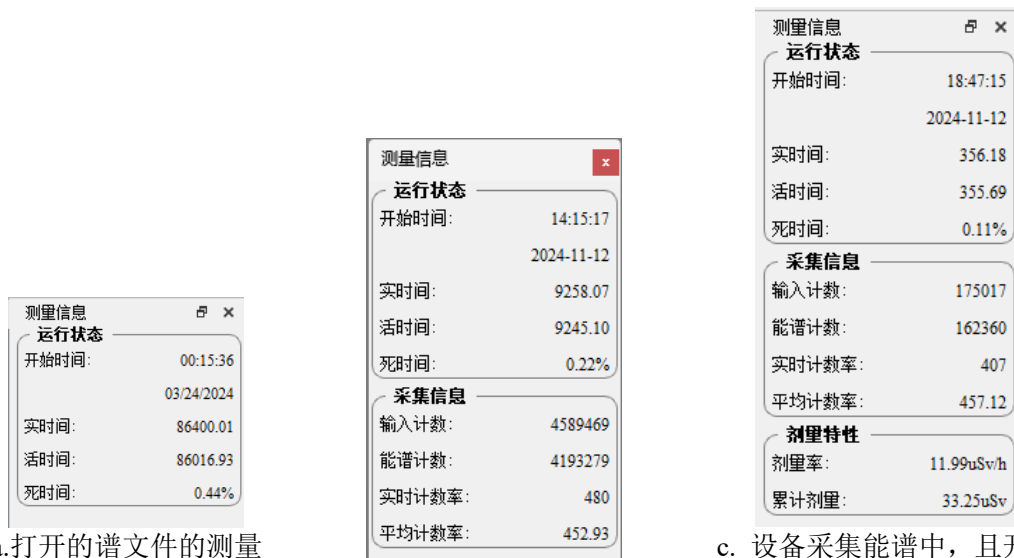 测量信息
运行状态
开始时间: 00:15:36
03/24/2024
实时间: 86400.01
活时间: 86016.93
死时间: 0.44%
a.打开的谱文件的测量
测量信息
运行状态
开始时间: 14:15:17
2024-11-12
实时间: 9258.07
活时间: 9245.10
死时间: 0.22%
采集信息
输入计数: 4589469
能谱计数: 4193279
实时计数率: 480
平均计数率: 452.93
测量信息
运行状态
开始时间: 18:47:15
2024-11-12
实时间: 356.18
活时间: 355.69
死时间: 0.11%
采集信息
输入计数: 175017
能谱计数: 162360
实时计数率: 407
平均计数率: 457.12
剂量特性
剂量率: 11.99uSv/h
累计剂量: 33.25uSv
c. 设备采集能谱中，且